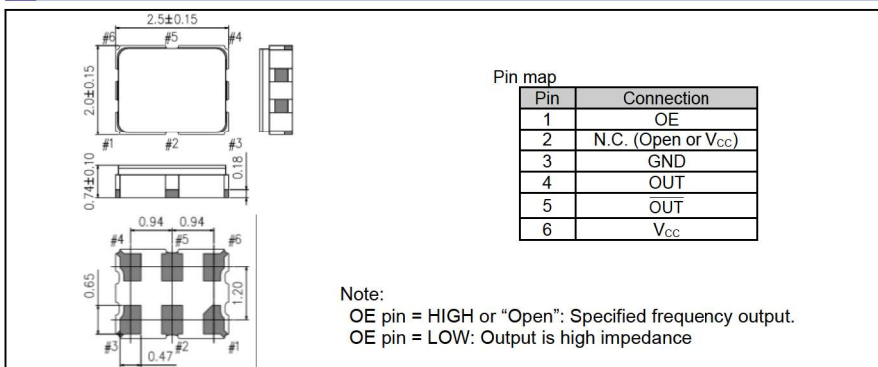 2.5±0.15
#6 #5 #4
2.0±0.15
#1 #2 #3
0.74±0.10
0.18
0.94 0.94
#4 #5 #6
0.65
1.20
#3 #2 #1
0.47
Pin map
Pin Connection
1 OE
2 N.C. (Open or VCC)
3 GND
4 OUT
5 O̅U̅T̅
6 VCC
Note:
OE pin = HIGH or “Open”: Specified frequency output.
OE pin = LOW: Output is high impedance